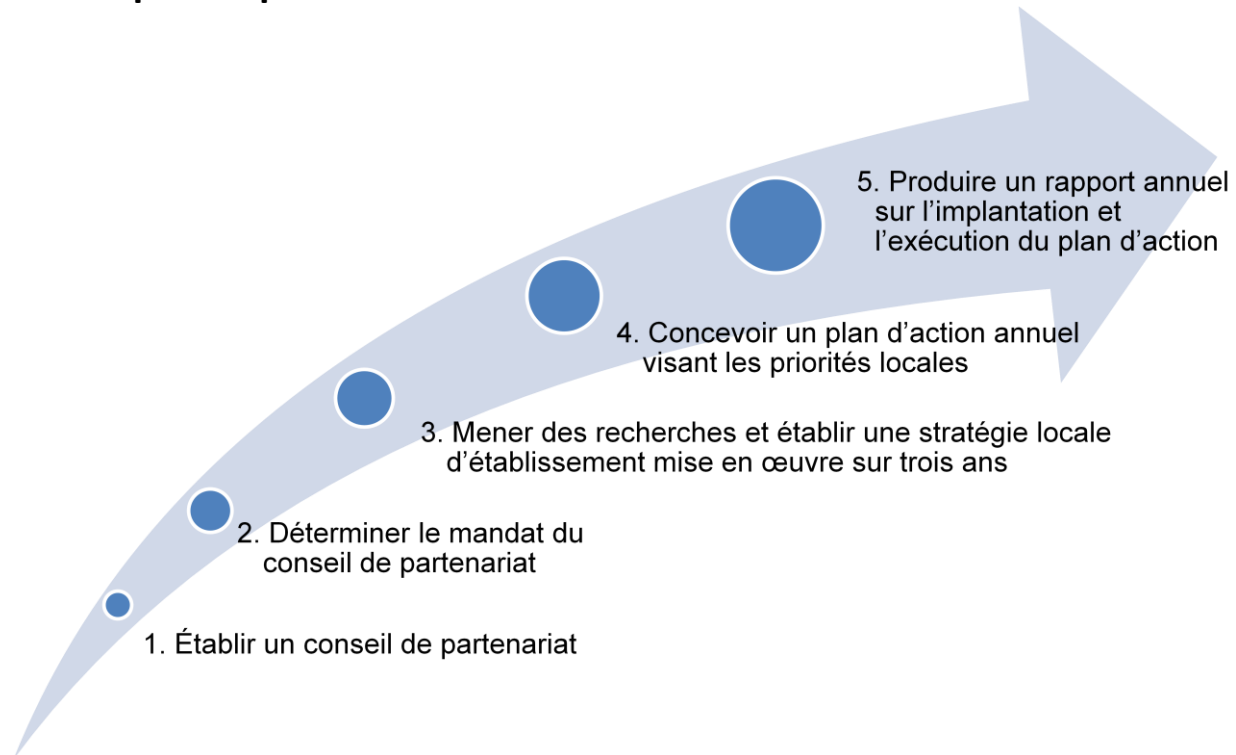 1. Établir un conseil de partenariat
2. Déterminer le mandat du
conseil de partenariat
3. Mener des recherches et établir une stratégie locale
d’établissement mise en œuvre sur trois ans
4. Concevoir un plan d’action annuel
visant les priorités locales
5. Produire un rapport annuel
sur l’implantation et
l’exécution du plan d’action